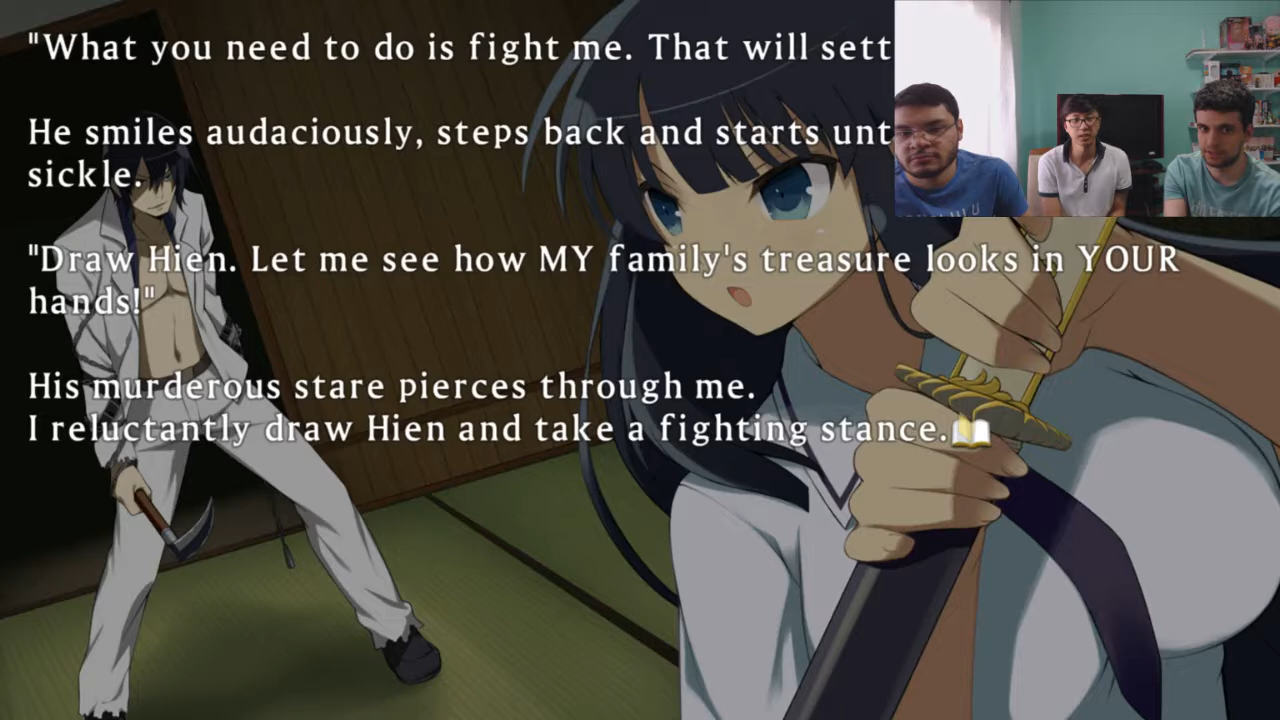 "What you need to do is fight me. That will sett
He smiles audaciously, steps back and starts unt
sickle.
"Draw Hien. Let me see how MY family's treasure looks in YOUR
hands!"
His murderous stare pierces through me.
I reluctantly draw Hien and take a fighting stance.